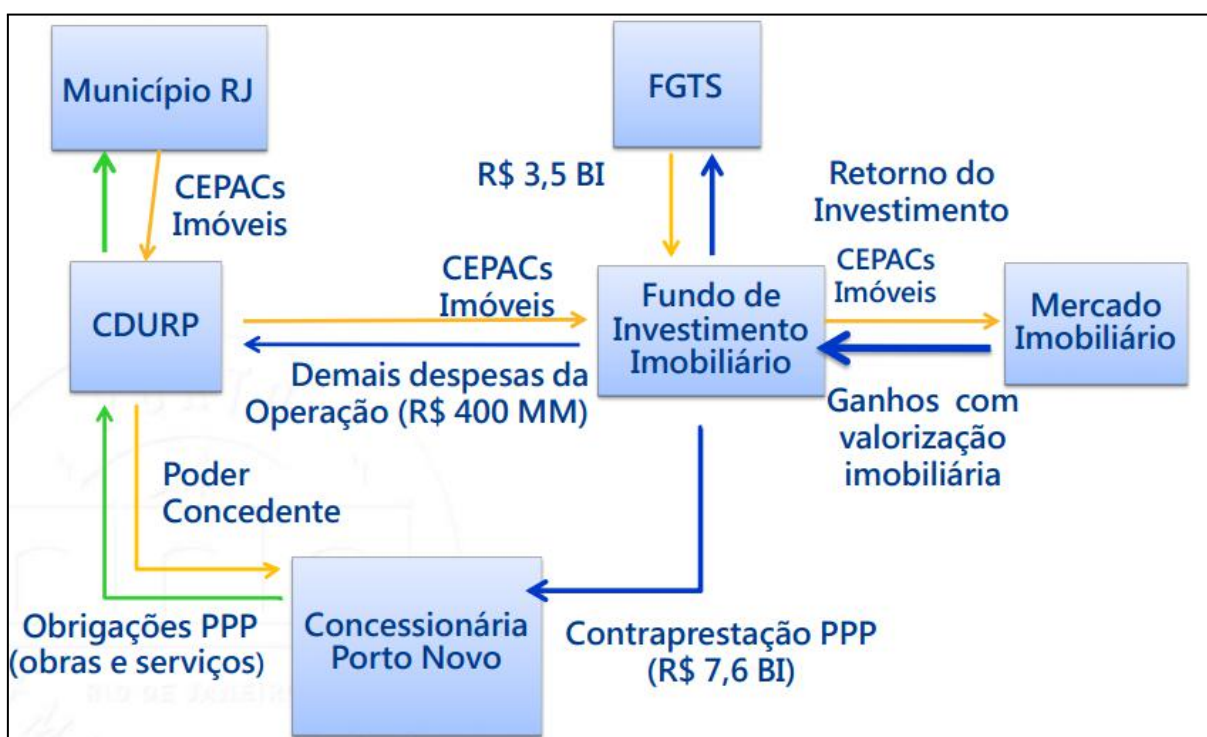 Município RJ
FGTS
CEPACs
Imóveis
R$ 3,5 BI
Retorno do
Investimento
CDURP
CEPACs
Imóveis
Fundo de
Investimento
Imobiliário
CEPACs
Imóveis
Mercado
Imobiliário
Demais despesas da
Operação (R$ 400 MM)
Ganhos com
valorização
imobiliária
Poder
Concedente
Obrigações PPP
(obras e serviços)
Concessionária
Porto Novo
Contraprestação PPP
(R$ 7,6 BI)